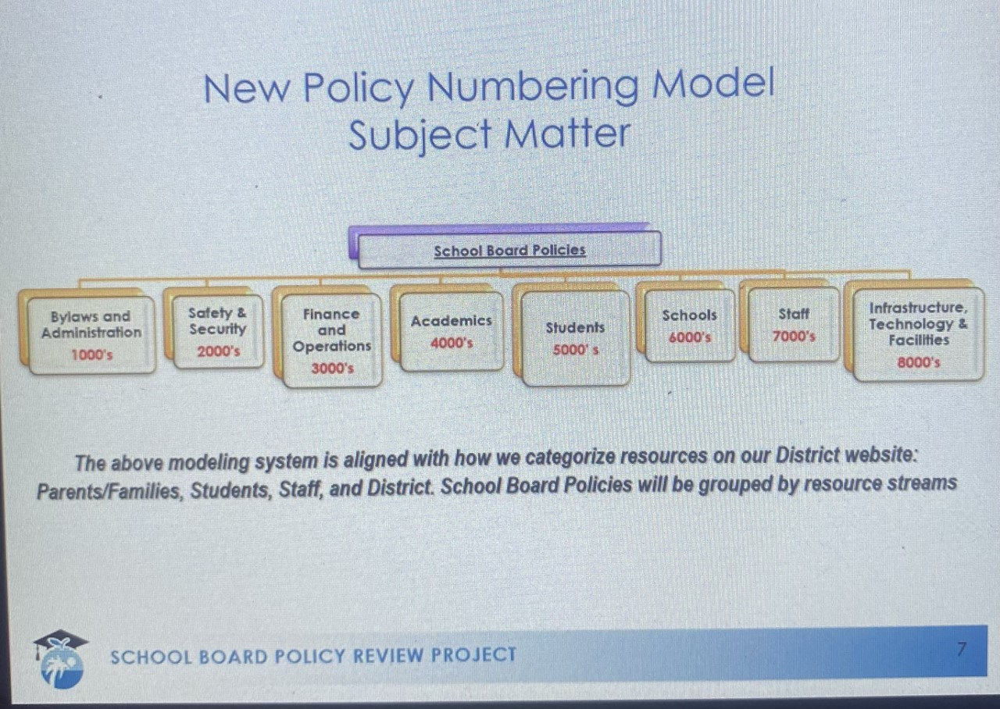 New Policy Numbering Model
Subject Matter
School Board Policies
Bylaws and
Administration
1000's
Safety &
Security
2000's
Finance
and
Operations
3000's
Academics
4000's
Students
5000' s
Schools
6000's
Staff
7000's
Infrastructure,
Technology &
Facilities
8000's
The above modeling system is aligned with how we categorize resources on our District website:
Parents/Families, Students, Staff, and District. School Board Policies will be grouped by resource streams
SCHOOL BOARD POLICY REVIEW PROJECT
7